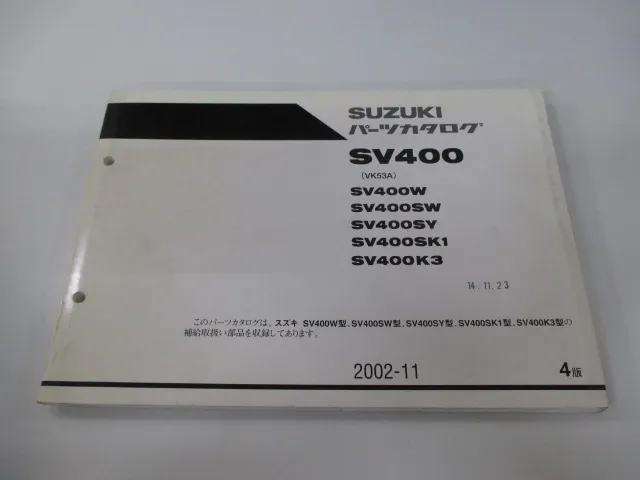 SUZUKI
パーツカタログ
SV400
(VK53A)
SV400W
SV400SW
SV400SY
SV400SK1
SV400K3
14.11.23
このパーツカタログは、スズキ SV400W型、SV400SW型、SV400SY型、SV400SK1型、SV400K3型の
補給取扱い部品を収録してあります。
2002-11
4版